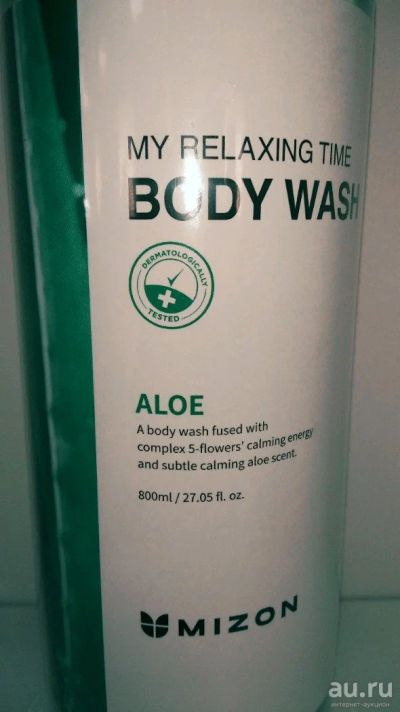 MY RELAXING TIME
BODY WASH
DERMATOLOGICALLY
TESTED
ALOE
A body wash fused with
complex 5-flowers' calming energy
and subtle calming aloe scent.
800ml / 27.05 fl. oz.
MIZON
au.ru
интернет-аукцион